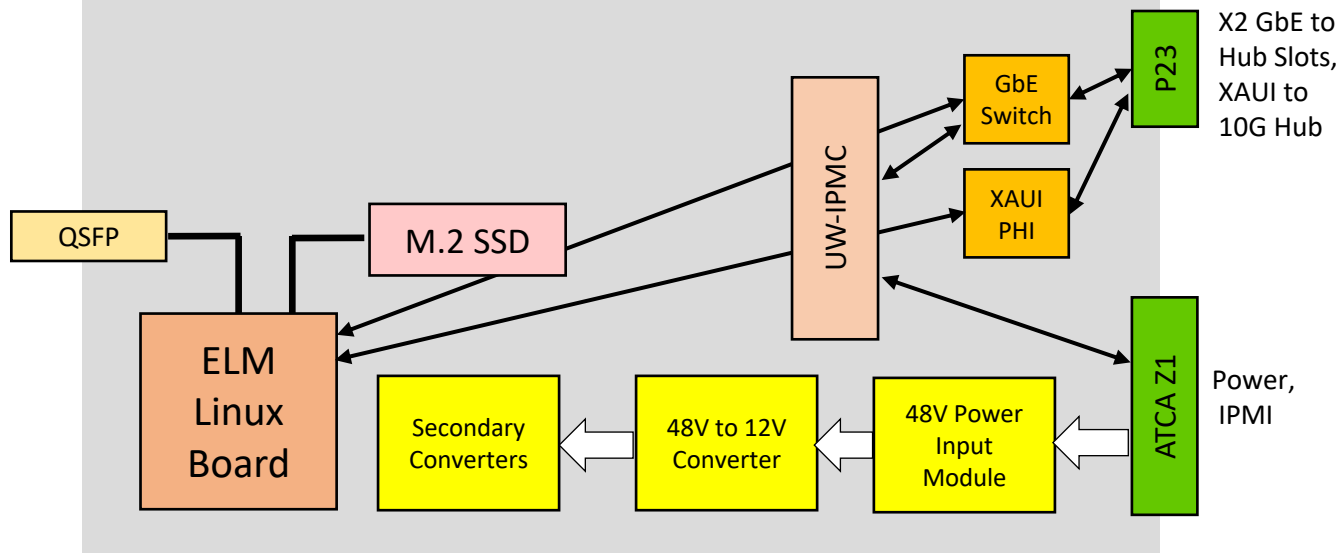 X2 GbE to
Hub Slots,
XAUI to
10G Hub
P23
GbE
Switch
UW-IPMC
XAUI
PHI
QSFP
M.2 SSD
ELM
Linux
Board
Secondary
Converters
48V to 12V
Converter
48V Power
Input
Module
ATCA Z1
Power,
IPMI